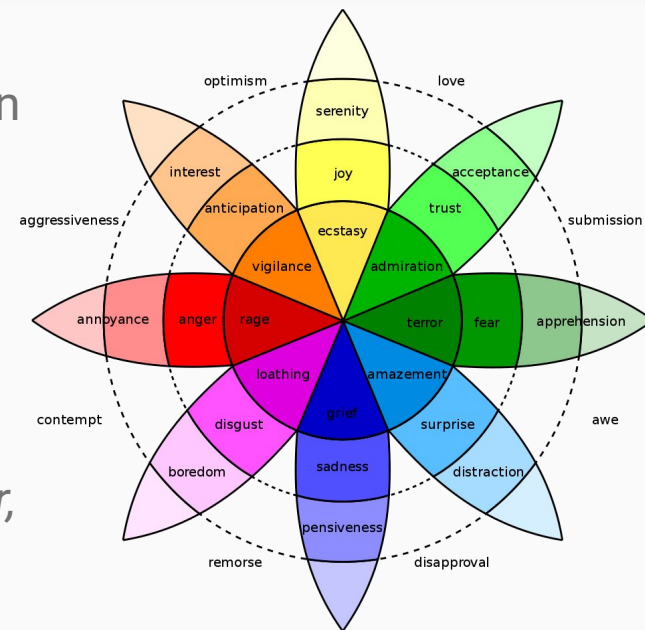 n
optimism love
serenity
interest joy acceptance
anticipation trust
aggressiveness ecstasy submission
vigilance admiration
annoyance anger rage terror fear apprehension
loathing amazement
contempt grief awe
disgust surprise
boredom sadness distraction
r,
pensiveness
remorse disapproval